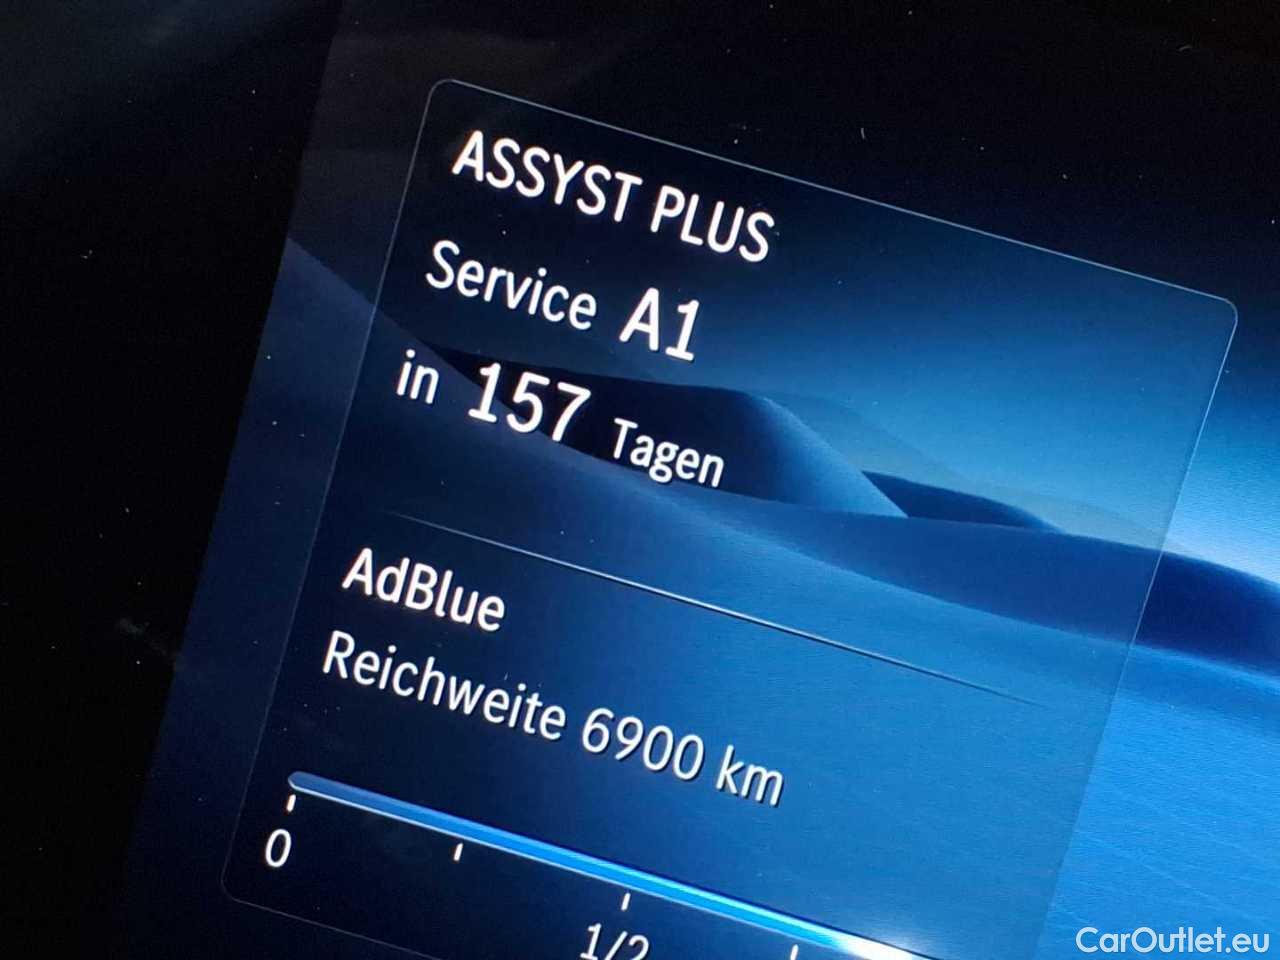 ASSYST PLUS
Service A1
in 157 Tagen
AdBlue
Reichweite 6900 km
0
1/2
CarOutlet.eu